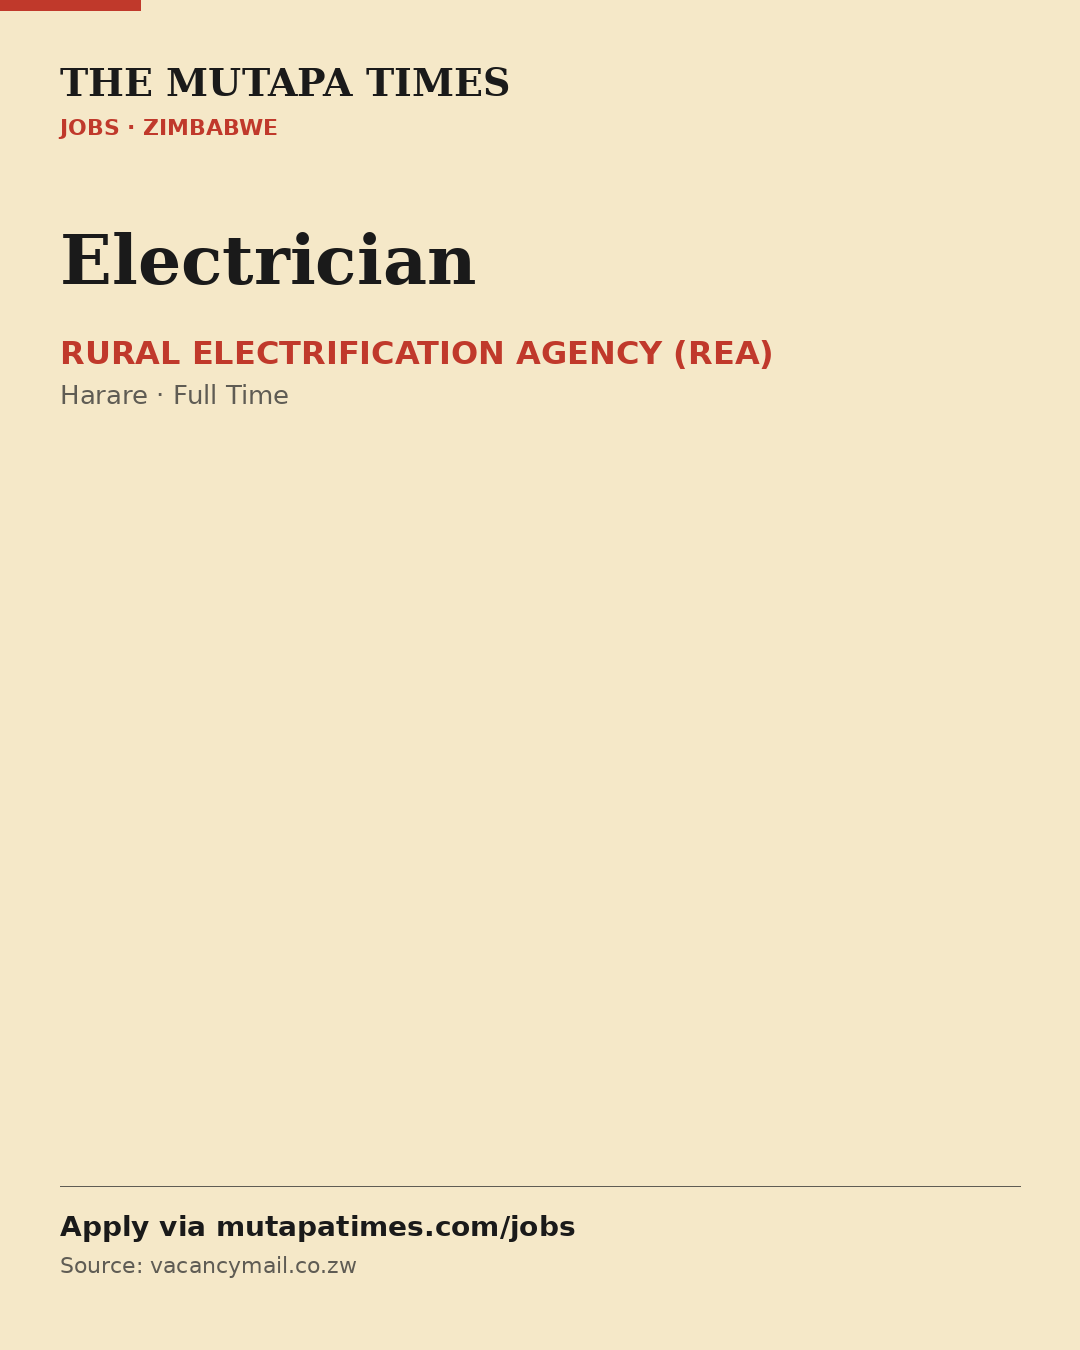 THE MUTAPA TIMES
JOBS · ZIMBABWE
Electrician
RURAL ELECTRIFICATION AGENCY (REA)
Harare · Full Time
Apply via mutapatimes.com/jobs
Source: vacancymail.co.zw